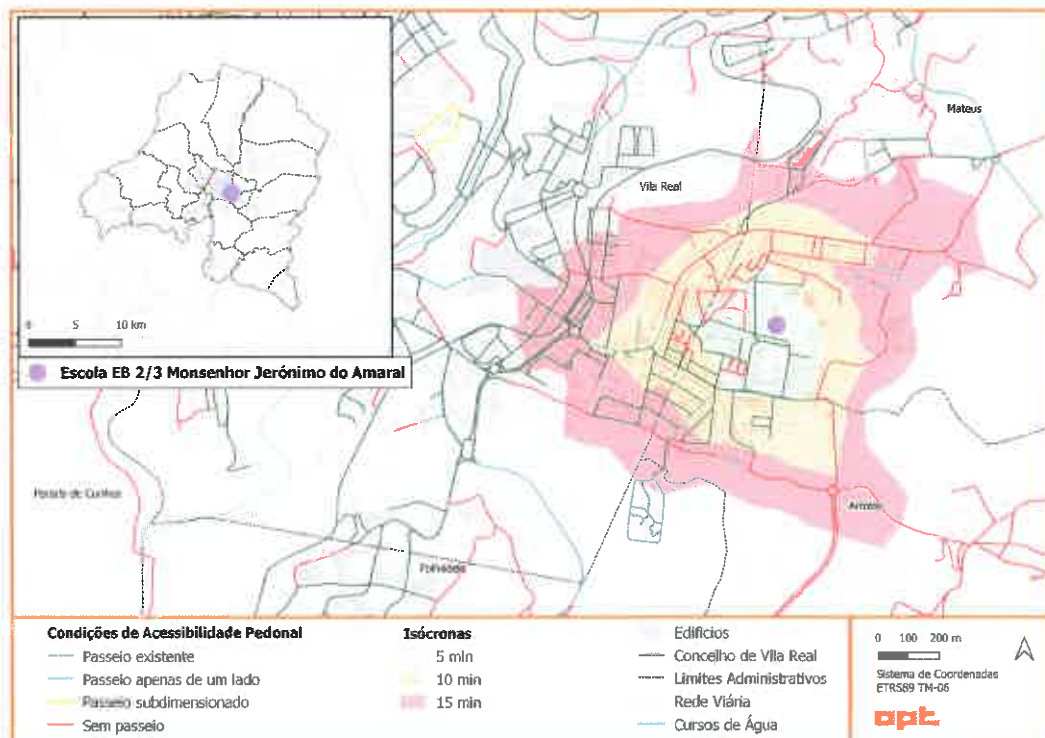 Mateus
Vila Real
0 5 10 km
Escola EB 2/3 Monsenhor Jerónimo do Amaral
Parada de Cunhos
Folhadela
Arroios
Condições de Acessibilidade Pedonal
Passeio existente
Passeio apenas de um lado
Passeio subdimensionado
Sem passeio
Isócronas
5 min
10 min
15 min
Edifícios
Concelho de Vila Real
Limites Administrativos
Rede Viária
Cursos de Água
0 100 200 m
Sistema de Coordenadas
ETRS89 TM-06
opt